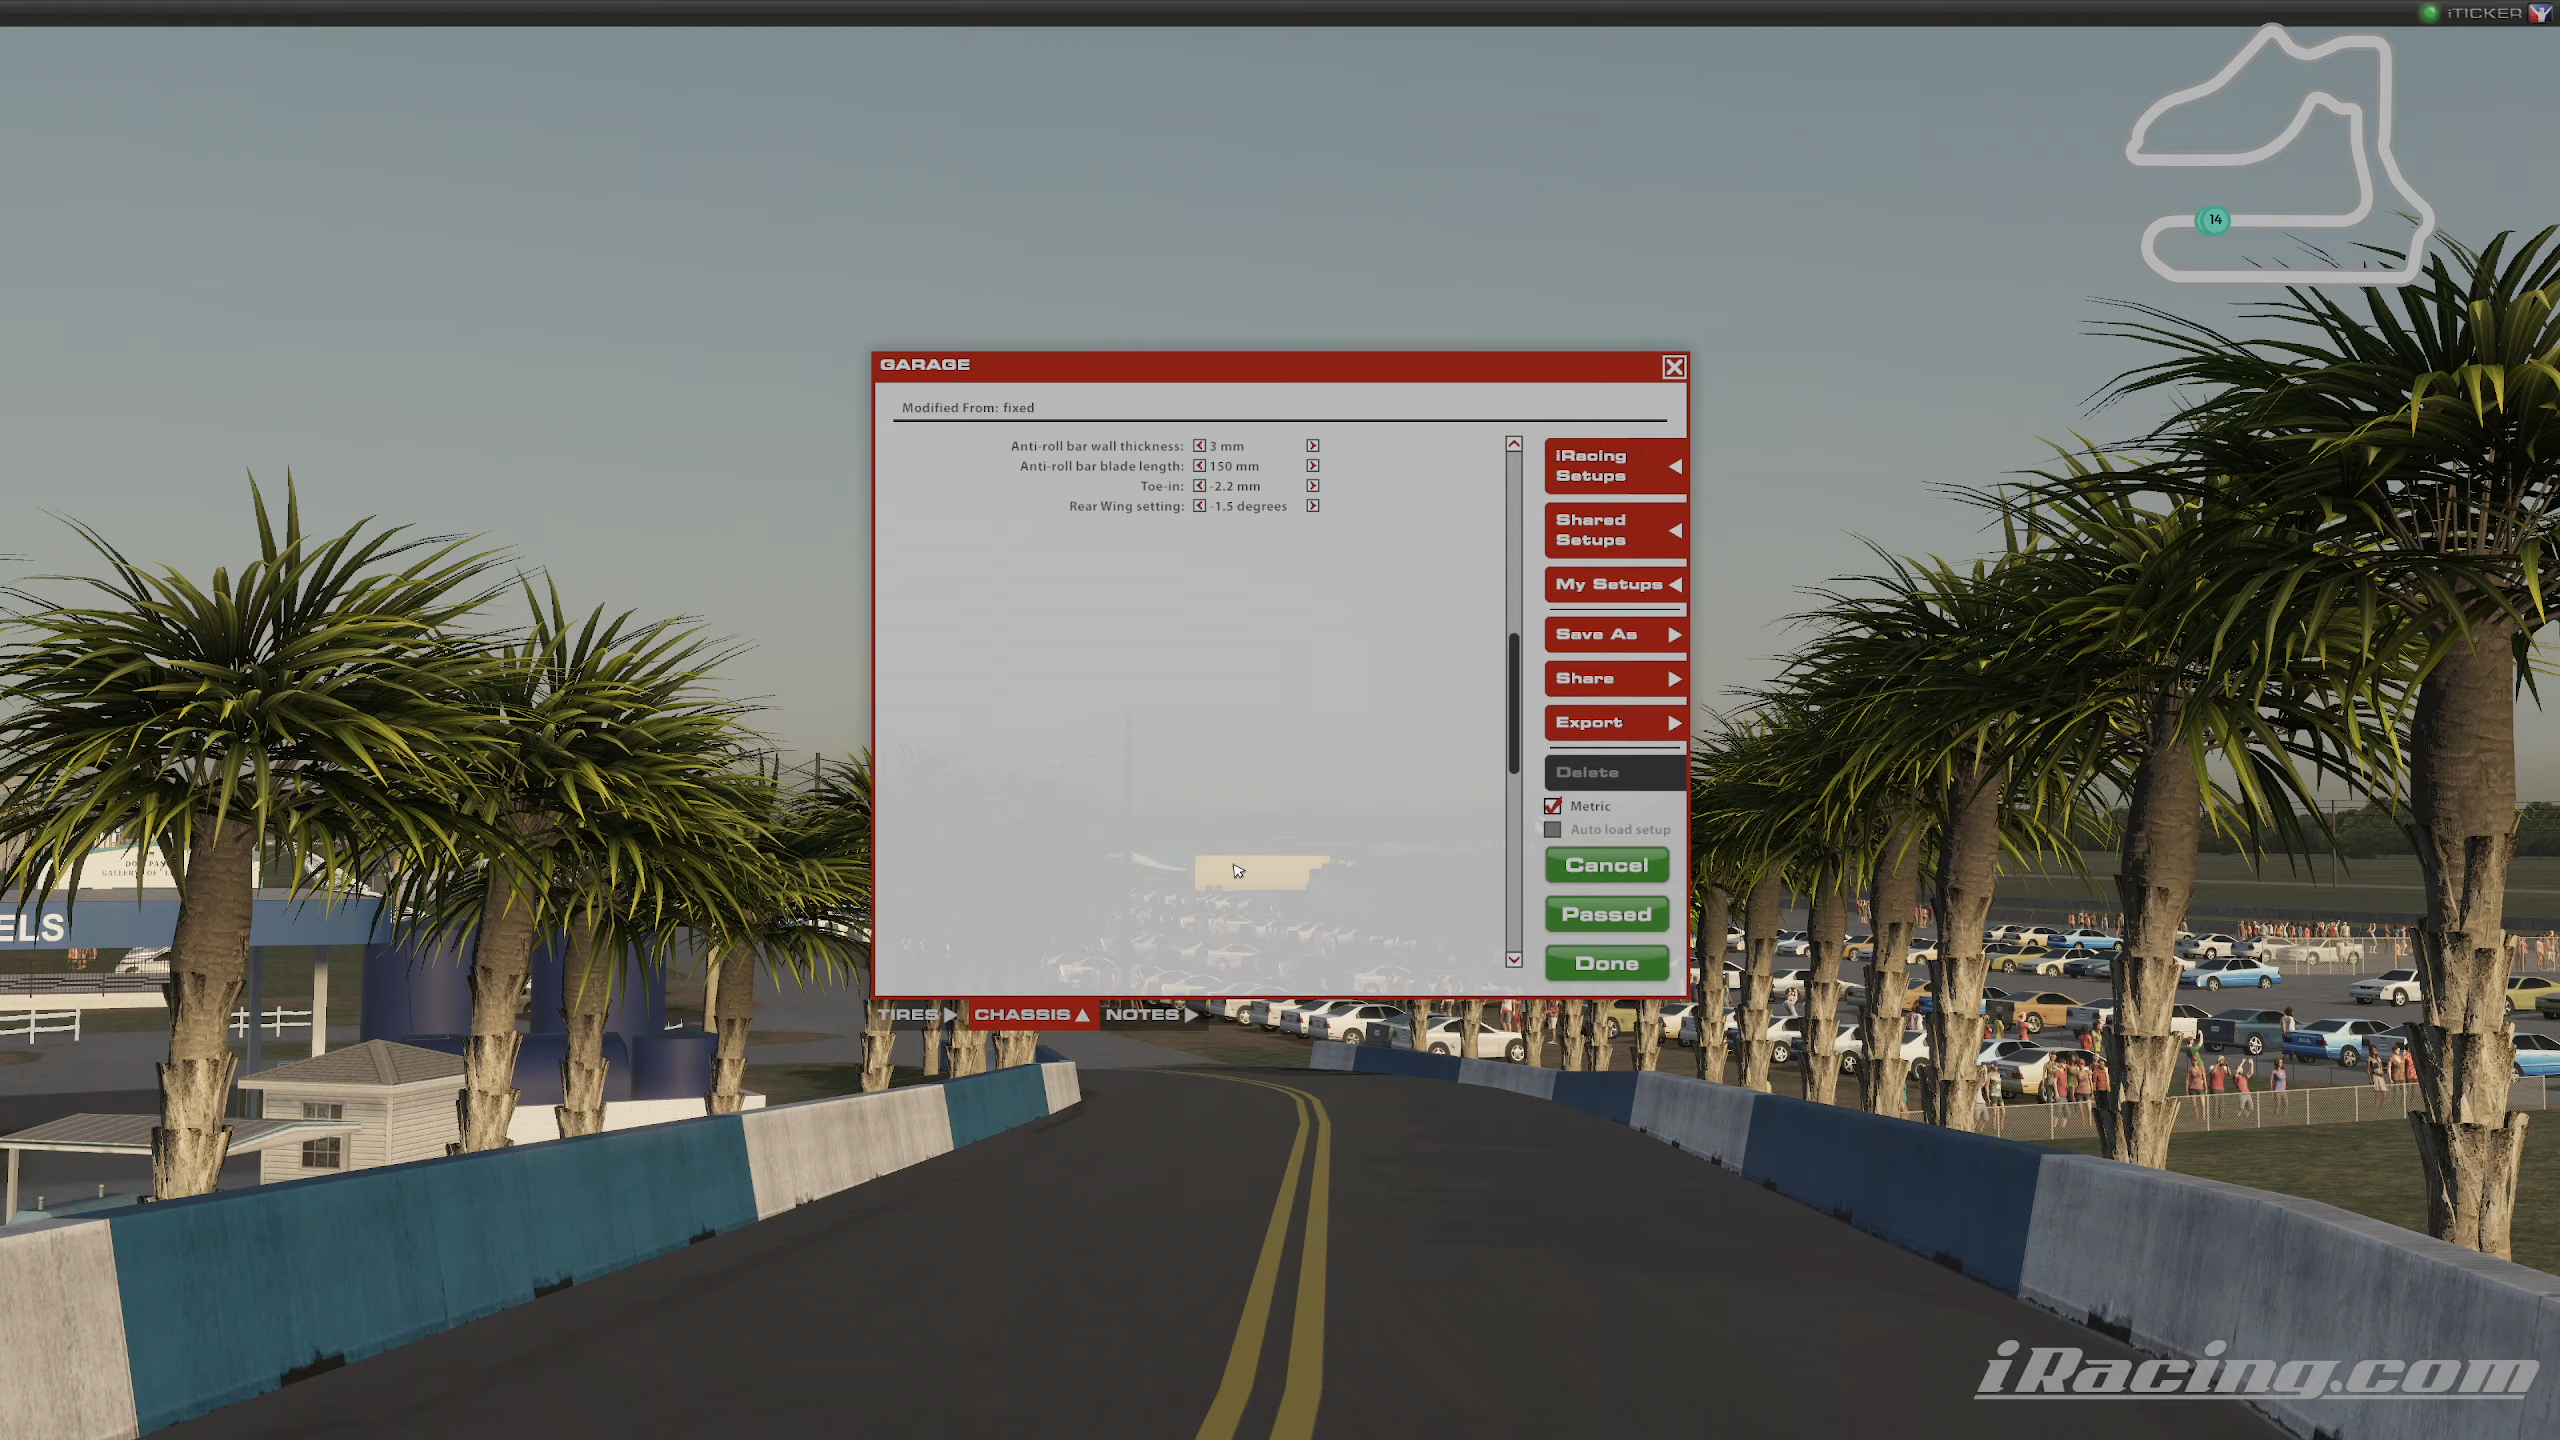 iTICKER
14
GARAGE
Modified From: fixed
Anti-roll bar wall thickness: 3 mm
Anti-roll bar blade length: 150 mm
Toe-in: -2.2 mm
Rear Wing setting: -1.5 degrees
iRacing
Setups
Shared
Setups
My Setups
Save As
Share
Export
Delete
Metric
Auto load setup
Cancel
Passed
Done
TIRES CHASSIS NOTES
ELS
GALLERY OF
iRacing.com